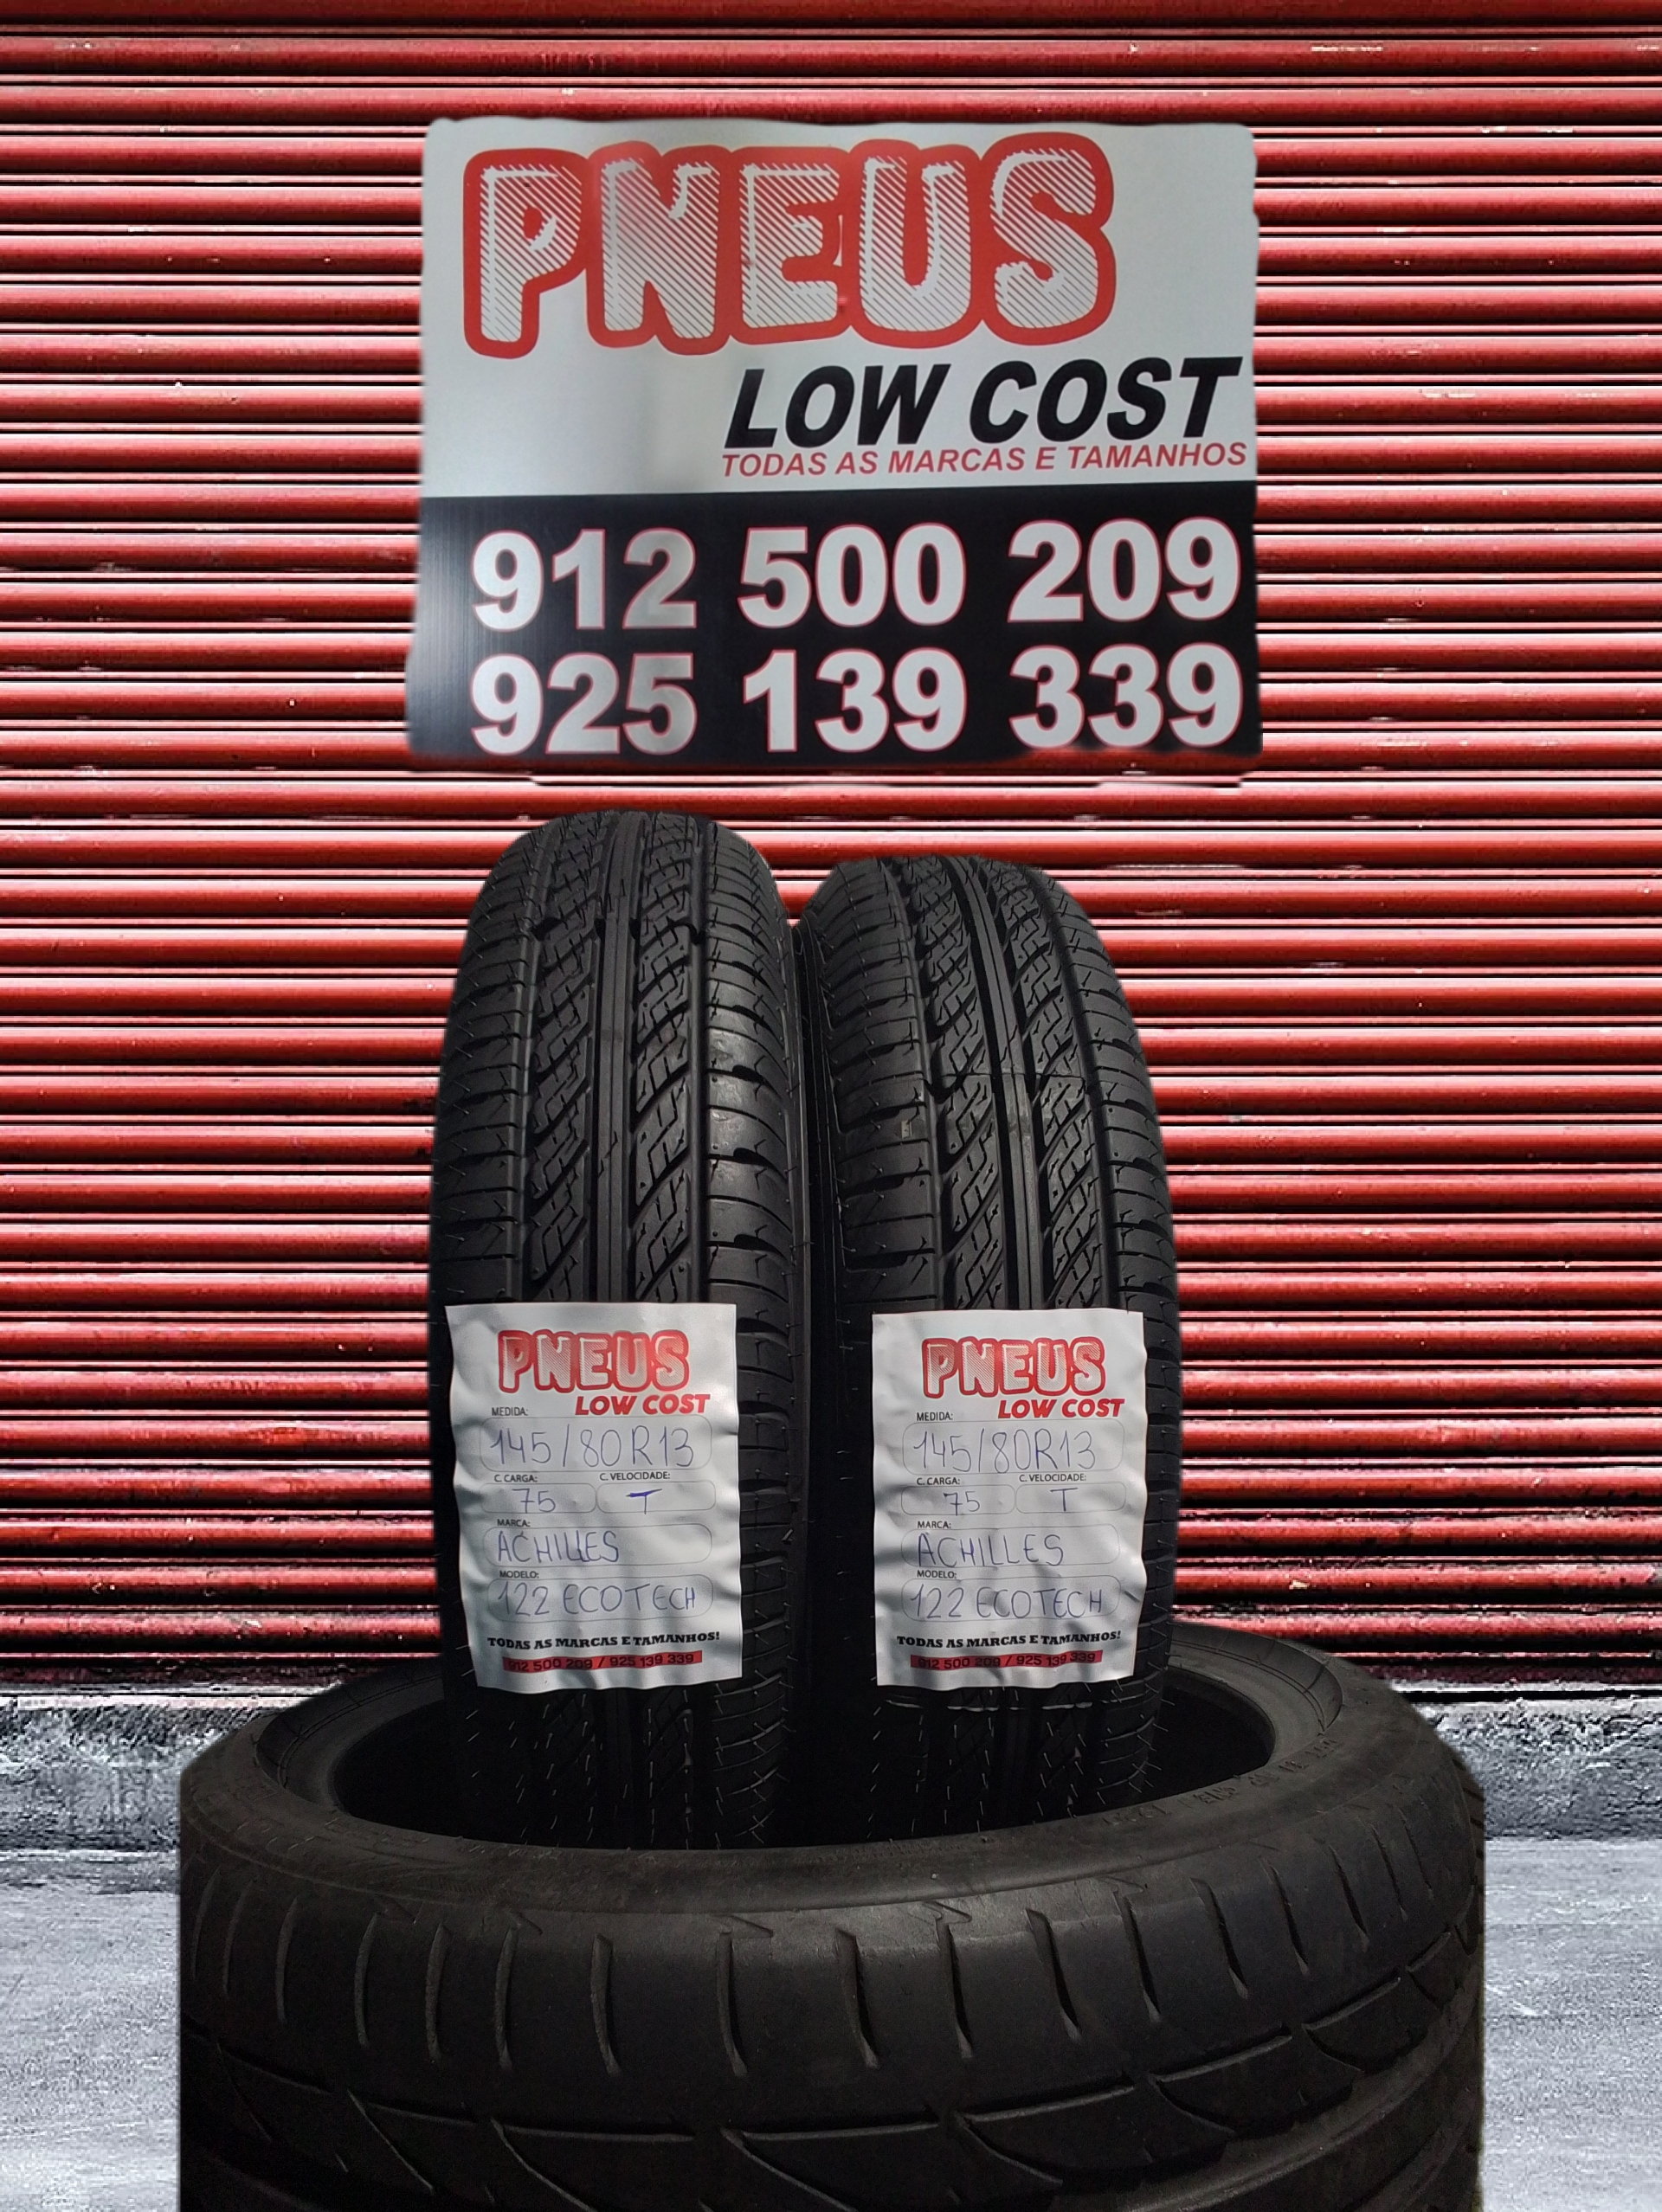 PNEUS
LOW COST
TODAS AS MARCAS E TAMANHOS
912 500 209
925 139 339
PNEUS
LOW COST
MEDIDA:
145/80R13
C. CARGA: C. VELOCIDADE:
75 T
MARCA:
ACHILLES
MODELO:
122 ECOTECH
TODAS AS MARCAS E TAMANHOS!
912 500 209 / 925 139 339
PNEUS
LOW COST
MEDIDA:
145/80R13
C. CARGA: C. VELOCIDADE:
75 T
MARCA:
ACHILLES
MODELO:
122 ECOTECH
TODAS AS MARCAS E TAMANHOS!
912 500 209 / 925 139 339